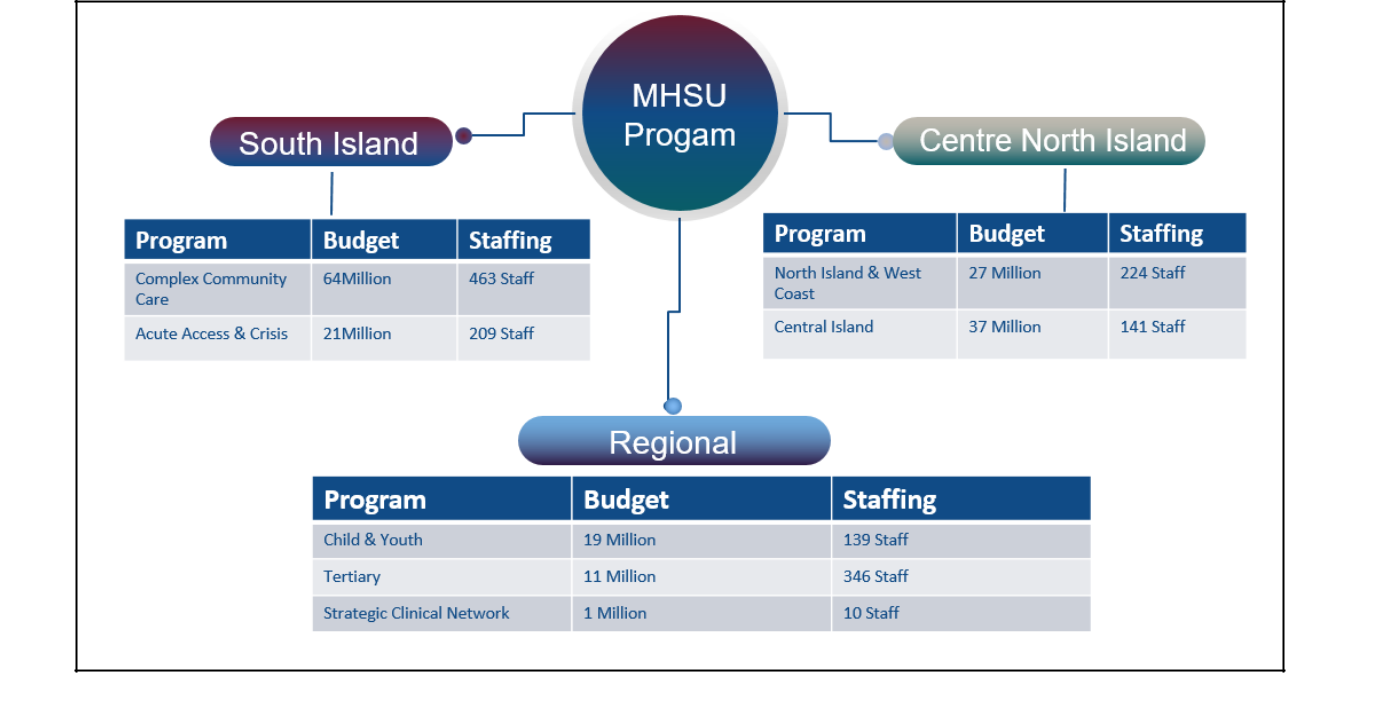 MHSU
Progam
South Island
Program Budget Staffing
Complex Community
Care
64Million 463 Staff
Acute Access & Crisis 21Million 209 Staff
Centre North Island
Program Budget Staffing
North Island & West
Coast
27 Million 224 Staff
Central Island 37 Million 141 Staff
Regional
Program Budget Staffing
Child & Youth 19 Million 139 Staff
Tertiary 11 Million 346 Staff
Strategic Clinical Network 1 Million 10 Staff